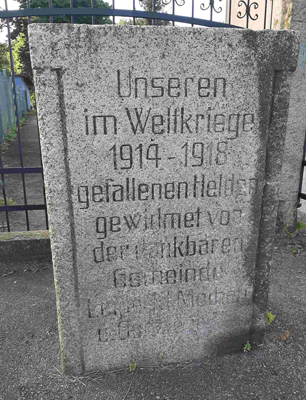 Unseren
im Weltkriege
1914-1918
gefallenen Helden
gewidmet von
der dankbaren
Gemeinde
u.